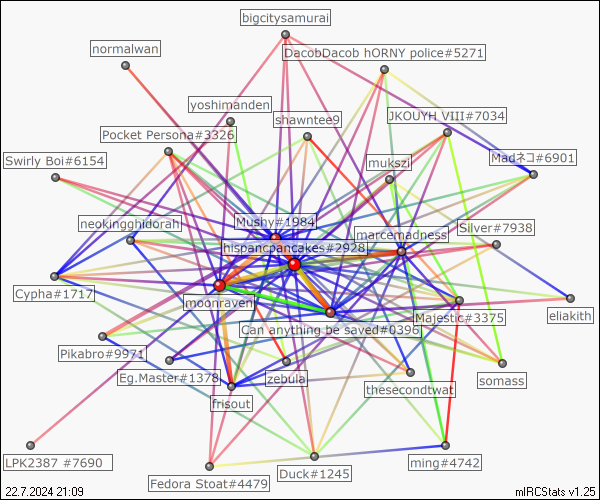 bigcitysamurai
normalwan
DacobDacob hORNY police#5271
yoshimanden
shawntee9
JKOUYH VIII#7034
Pocket Persona#3326
Swirly Boi#6154
mukszi
Madネコ#6901
neokingghidorah
Mushy#1984
marcemadness
Silver#7938
hispancpancakes#2928
Cypha#1717
moonraven
Can anything be saved#0396
Majestic#3375
eliakith
Pikabro#9971
Eg.Master#1378
zebula
thesecondtwat
somass
frisout
LPK2387 #7690
Fedora Stoat#4479
Duck#1245
ming#4742
22.7.2024 21:09
mIRCStats v1.25